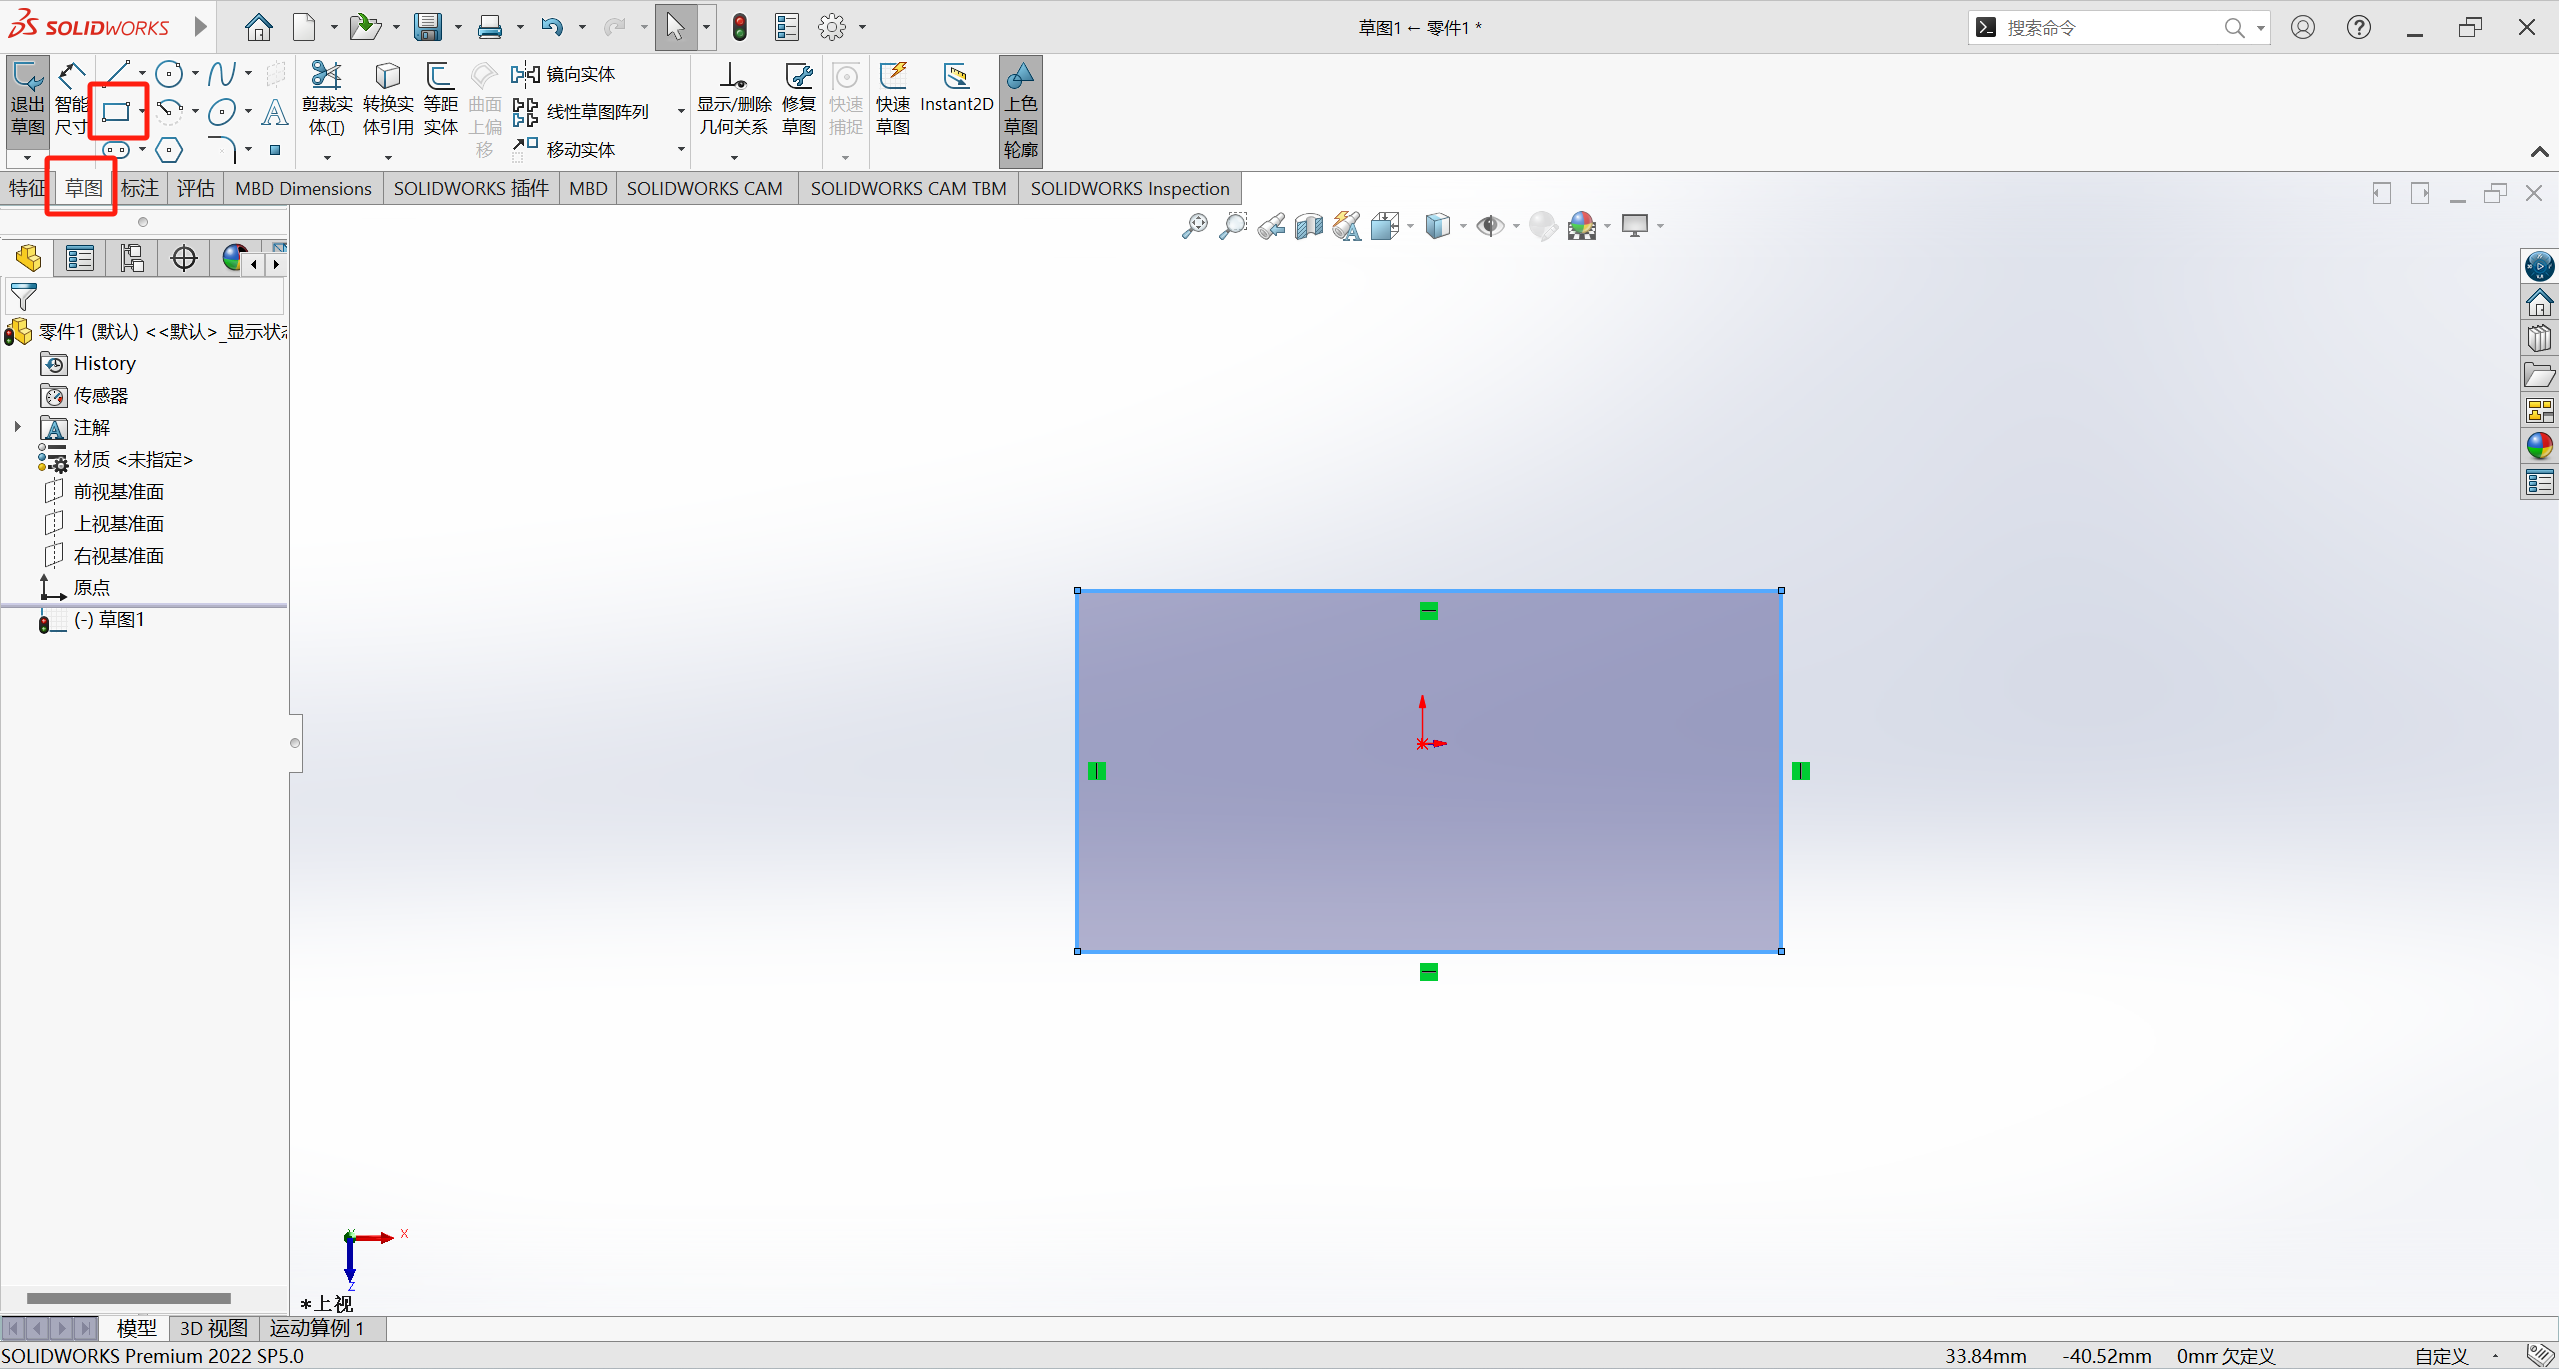 SOLIDWORKS
草图1 ← 零件1 *
搜索命令
退出草图
智能尺寸
剪裁实体(T)
转换实体引用
等距实体
曲面上偏移
镜向实体
线性草图阵列
移动实体
显示/删除几何关系
修复草图
快速捕捉
快速草图
Instant2D
上色草图轮廓
特征
草图
标注
评估
MBD Dimensions
SOLIDWORKS 插件
MBD
SOLIDWORKS CAM
SOLIDWORKS CAM TBM
SOLIDWORKS Inspection
零件1 (默认) <<默认>_显示状态
History
传感器
注解
材质 <未指定>
前视基准面
上视基准面
右视基准面
原点
(-) 草图1
Y
X
Z
*上视
模型
3D 视图
运动算例 1
SOLIDWORKS Premium 2022 SP5.0
33.84mm
-40.52mm
0mm 欠定义
自定义